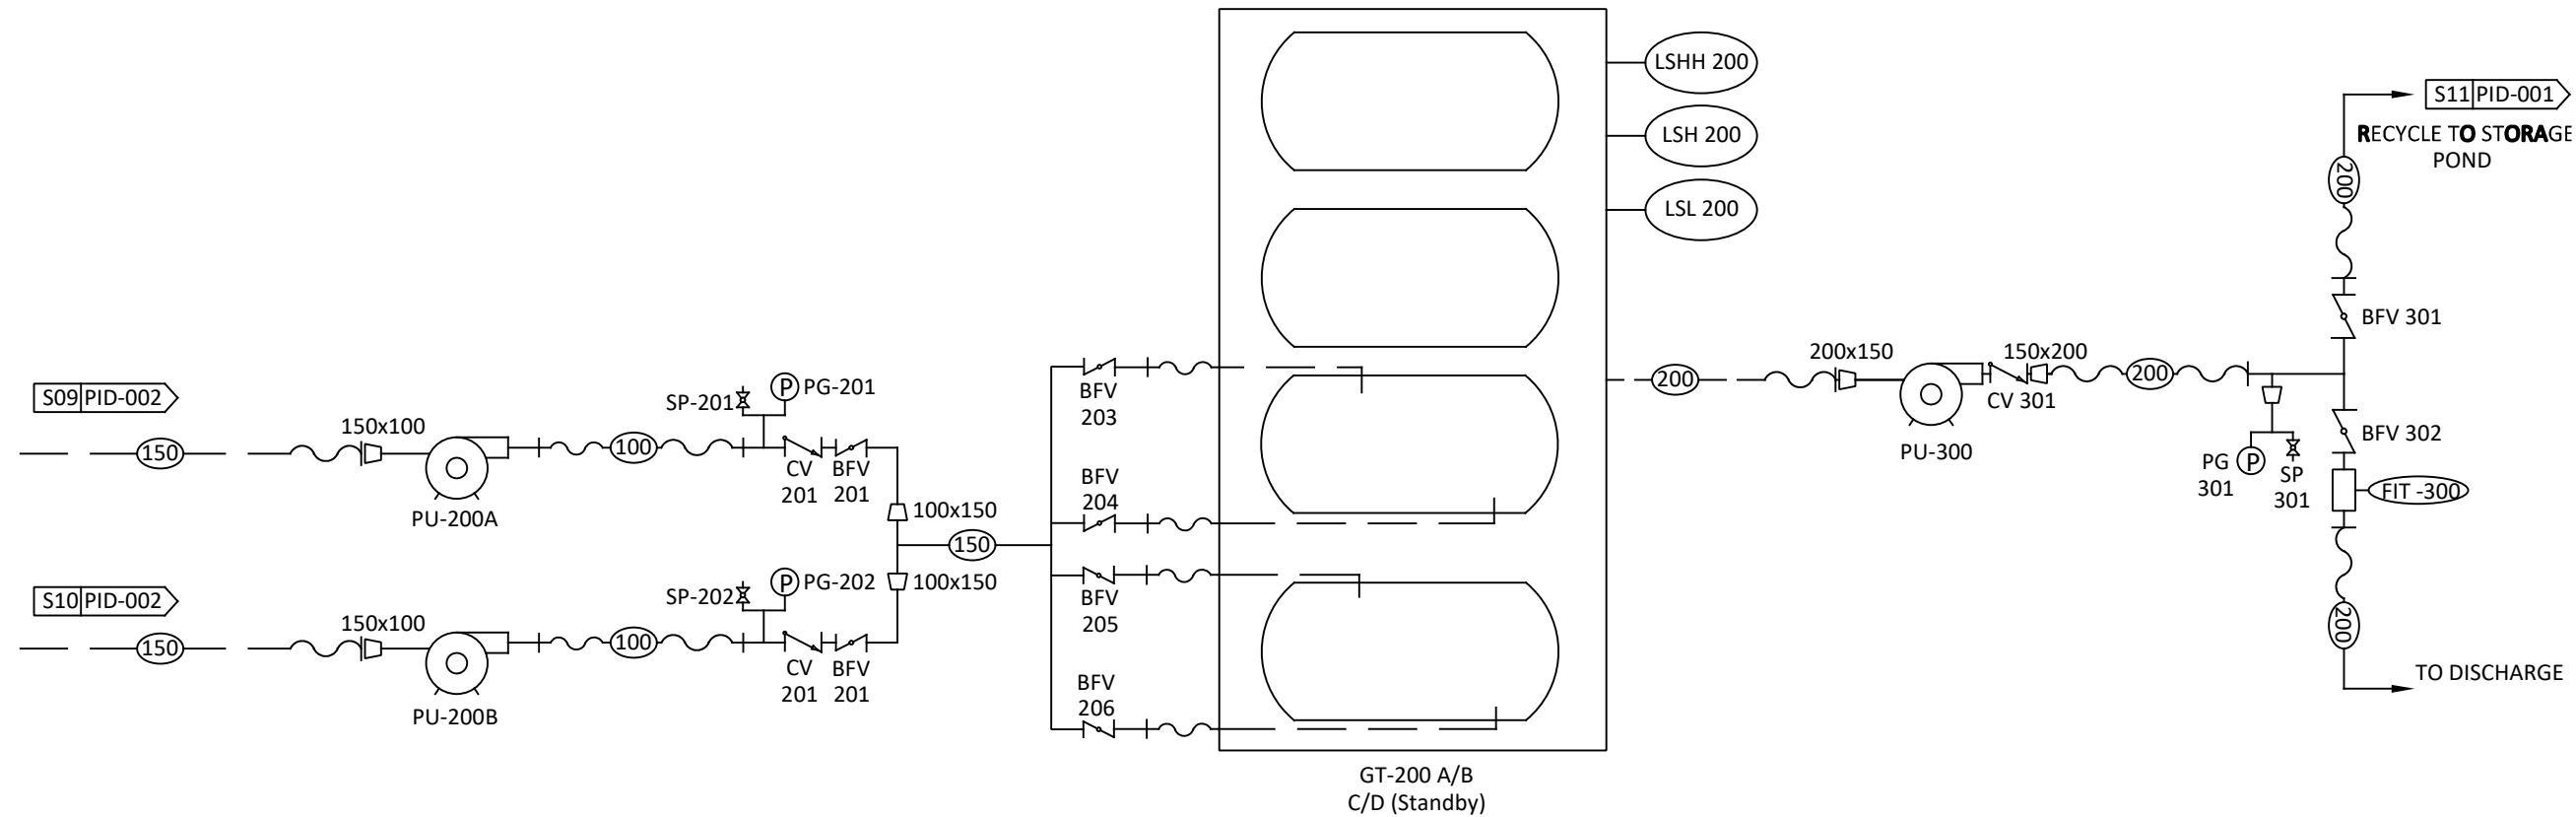 S09 PID-002
150
150x100
PU-200A
100
SP-201
P PG-201
CV
201
BFV
201
100x150
S10 PID-002
150
150x100
PU-200B
100
SP-202
P PG-202
CV
201
BFV
201
100x150
150
BFV
203
BFV
204
BFV
205
BFV
206
GT-200 A/B
C/D (Standby)
LSHH 200
LSH 200
LSL 200
200
200x150
PU-300
CV 301
150x200
200
PG
301
P
SP
301
S11 PID-001
RECYCLE TO STORAGE
POND
200
BFV 301
BFV 302
FIT -300
200
TO DISCHARGE